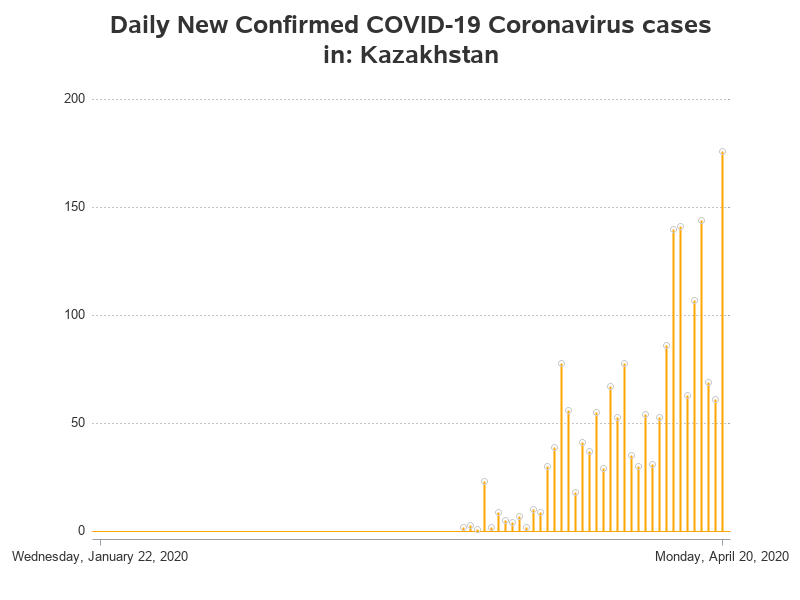 Daily New Confirmed COVID-19 Coronavirus cases
in: Kazakhstan
200
150
100
50
0
Wednesday, January 22, 2020
Monday, April 20, 2020